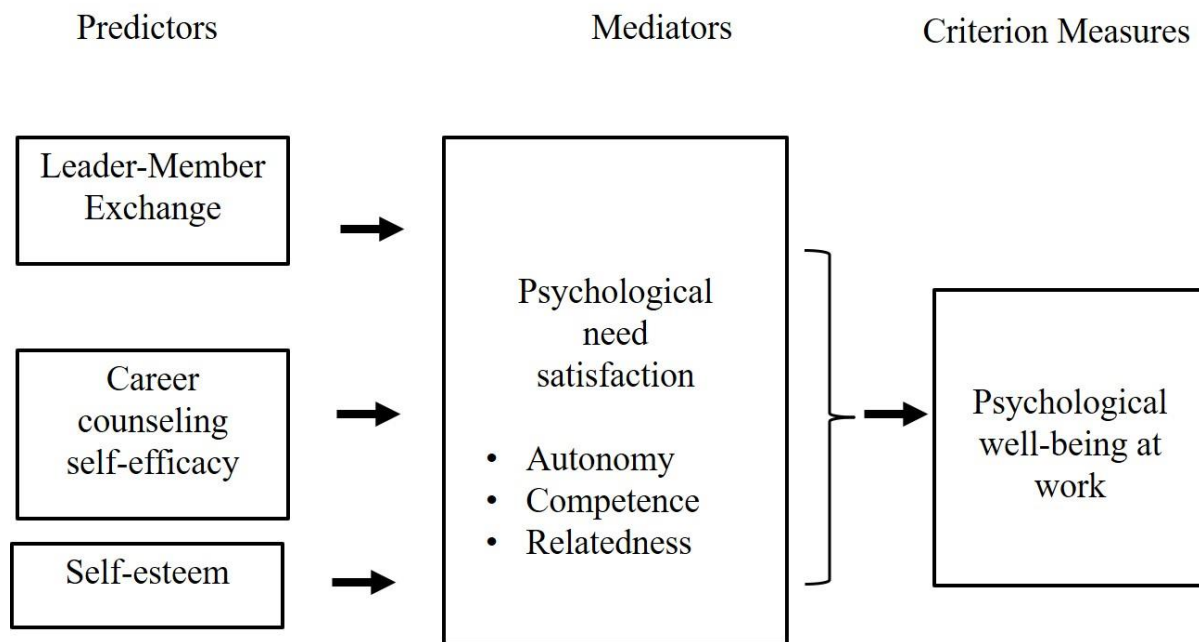 Predictors
Mediators
Criterion Measures
Leader-Member
Exchange
Career
counseling
self-efficacy
Self-esteem
Psychological
need
satisfaction
• Autonomy
• Competence
• Relatedness
Psychological
well-being at
work